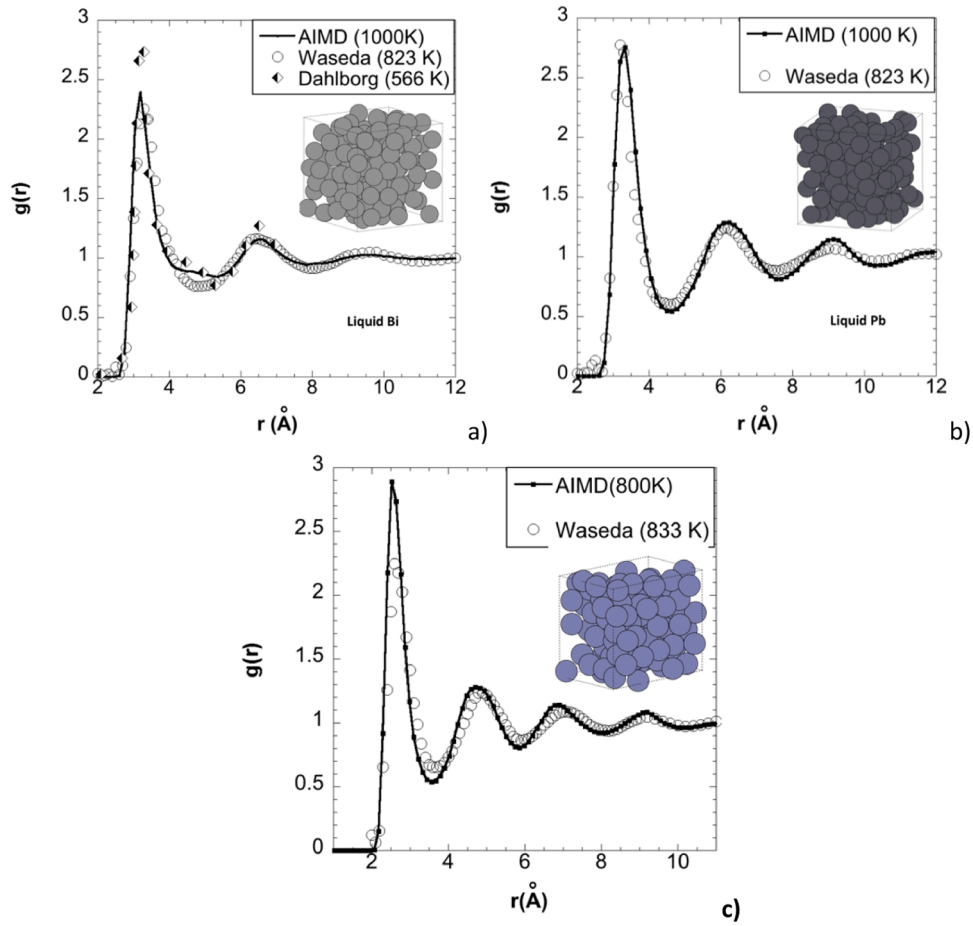 3
2.5
2
1.5
1
0.5
0
g(r)
AIMD (1000K)
Waseda (823 K)
Dahlborg (566 K)
Liquid Bi
2 4 6 8 10 12
r (Å)
a)
3
2.5
2
1.5
1
0.5
0
g(r)
AIMD (1000 K)
Waseda (823 K)
Liquid Pb
2 4 6 8 10 12
r (Å)
b)
3
2.5
2
1.5
1
0.5
0
g(r)
AIMD(800K)
Waseda (833 K)
2 4 6 8 10
r(Å)
c)